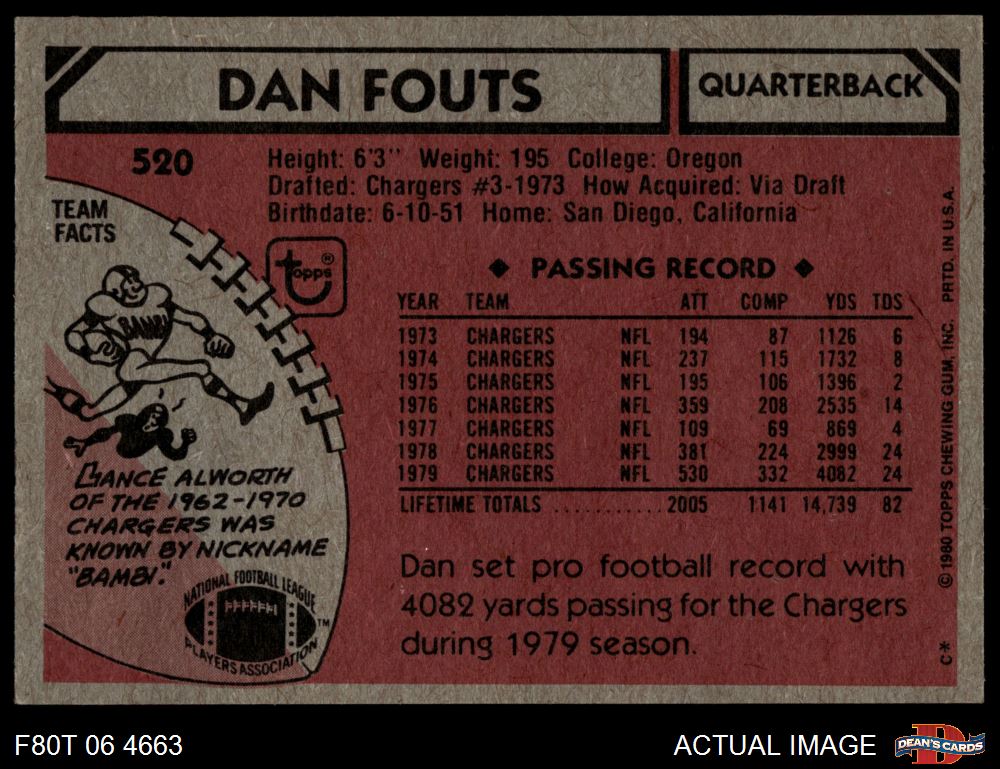 DAN FOUTS
QUARTERBACK
520
Height: 6'3" Weight: 195 College: Oregon
Drafted: Chargers #3-1973 How Acquired: Via Draft
Birthdate: 6-10-51 Home: San Diego, California
TEAM
FACTS
topps®
BAMBI
LANCE ALWORTH
OF THE 1962-1970
CHARGERS WAS
KNOWN BY NICKNAME
"BAMBI."
NATIONAL FOOTBALL LEAGUE
PLAYERS ASSOCIATION
TM
◆ PASSING RECORD ◆
YEAR TEAM ATT COMP YDS TDS
1973 CHARGERS NFL 194 87 1126 6
1974 CHARGERS NFL 237 115 1732 8
1975 CHARGERS NFL 195 106 1396 2
1976 CHARGERS NFL 359 208 2535 14
1977 CHARGERS NFL 109 69 869 4
1978 CHARGERS NFL 381 224 2999 24
1979 CHARGERS NFL 530 332 4082 24
LIFETIME TOTALS ........... 2005 1141 14,739 82
Dan set pro football record with
4082 yards passing for the Chargers
during 1979 season.
C* © 1980 TOPPS CHEWING GUM, INC. PRTD. IN U.S.A.
F80T 06 4663
ACTUAL IMAGE
D
DEAN'S CARDS